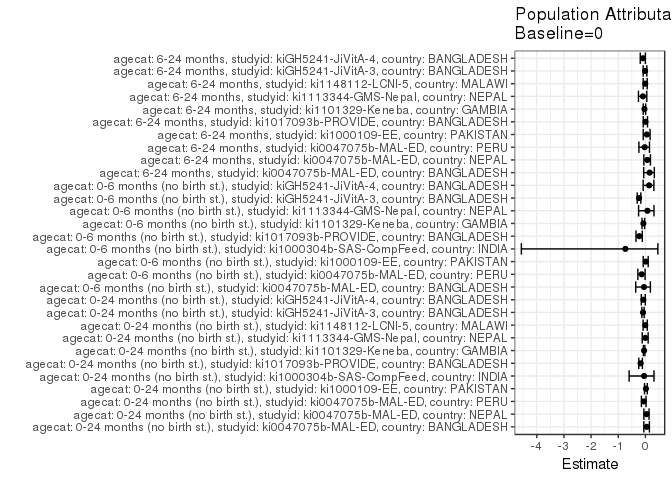 Population Attributa
Baseline=0
agecat: 6-24 months, studyid: kiGH5241-JiVitA-4, country: BANGLADESH
agecat: 6-24 months, studyid: kiGH5241-JiVitA-3, country: BANGLADESH
agecat: 6-24 months, studyid: ki1148112-LCNI-5, country: MALAWI
agecat: 6-24 months, studyid: ki1113344-GMS-Nepal, country: NEPAL
agecat: 6-24 months, studyid: ki1101329-Keneba, country: GAMBIA
agecat: 6-24 months, studyid: ki1017093b-PROVIDE, country: BANGLADESH
agecat: 6-24 months, studyid: ki1000109-EE, country: PAKISTAN
agecat: 6-24 months, studyid: ki0047075b-MAL-ED, country: PERU
agecat: 6-24 months, studyid: ki0047075b-MAL-ED, country: NEPAL
agecat: 6-24 months, studyid: ki0047075b-MAL-ED, country: BANGLADESH
agecat: 0-6 months (no birth st.), studyid: kiGH5241-JiVitA-4, country: BANGLADESH
agecat: 0-6 months (no birth st.), studyid: kiGH5241-JiVitA-3, country: BANGLADESH
agecat: 0-6 months (no birth st.), studyid: ki1113344-GMS-Nepal, country: NEPAL
agecat: 0-6 months (no birth st.), studyid: ki1101329-Keneba, country: GAMBIA
agecat: 0-6 months (no birth st.), studyid: ki1017093b-PROVIDE, country: BANGLADESH
agecat: 0-6 months (no birth st.), studyid: ki1000304b-SAS-CompFeed, country: INDIA
agecat: 0-6 months (no birth st.), studyid: ki1000109-EE, country: PAKISTAN
agecat: 0-6 months (no birth st.), studyid: ki0047075b-MAL-ED, country: PERU
agecat: 0-6 months (no birth st.), studyid: ki0047075b-MAL-ED, country: BANGLADESH
agecat: 0-24 months (no birth st.), studyid: kiGH5241-JiVitA-4, country: BANGLADESH
agecat: 0-24 months (no birth st.), studyid: kiGH5241-JiVitA-3, country: BANGLADESH
agecat: 0-24 months (no birth st.), studyid: ki1148112-LCNI-5, country: MALAWI
agecat: 0-24 months (no birth st.), studyid: ki1113344-GMS-Nepal, country: NEPAL
agecat: 0-24 months (no birth st.), studyid: ki1101329-Keneba, country: GAMBIA
agecat: 0-24 months (no birth st.), studyid: ki1017093b-PROVIDE, country: BANGLADESH
agecat: 0-24 months (no birth st.), studyid: ki1000304b-SAS-CompFeed, country: INDIA
agecat: 0-24 months (no birth st.), studyid: ki1000109-EE, country: PAKISTAN
agecat: 0-24 months (no birth st.), studyid: ki0047075b-MAL-ED, country: PERU
agecat: 0-24 months (no birth st.), studyid: ki0047075b-MAL-ED, country: NEPAL
agecat: 0-24 months (no birth st.), studyid: ki0047075b-MAL-ED, country: BANGLADESH
-4 -3 -2 -1 0
Estimate